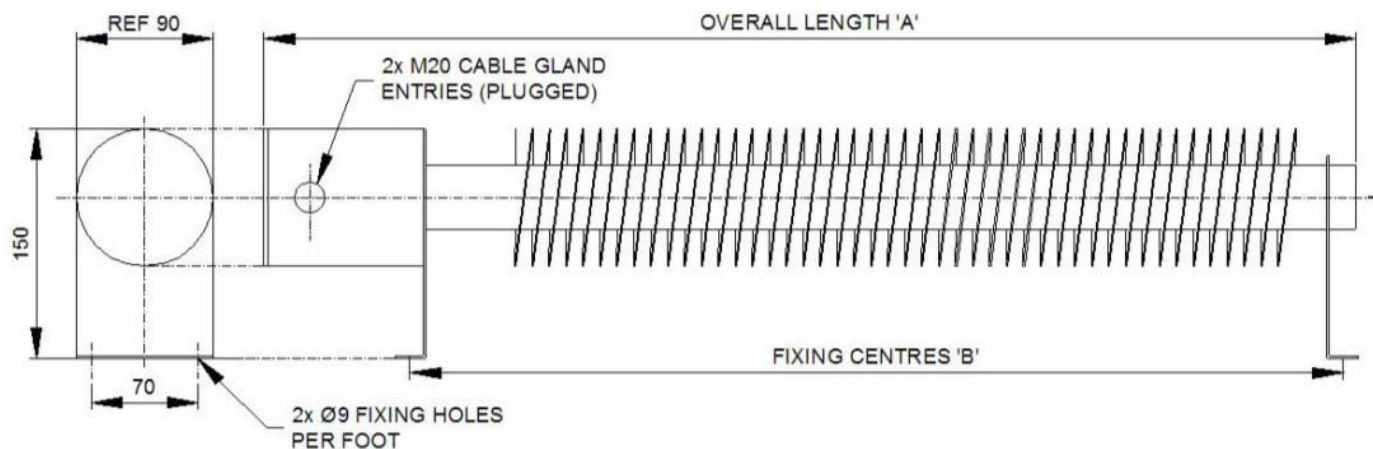 REF 90
OVERALL LENGTH 'A'
2x M20 CABLE GLAND
ENTRIES (PLUGGED)
150
FIXING CENTRES 'B'
70
2x Ø9 FIXING HOLES
PER FOOT